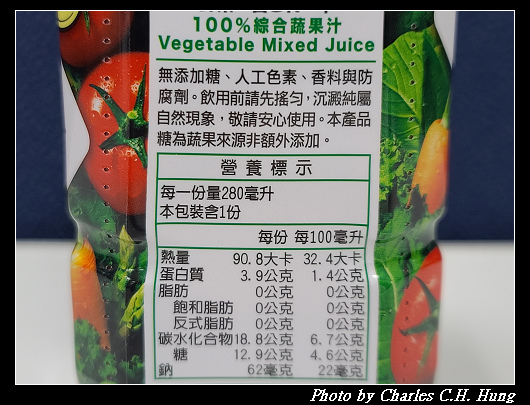 100%綜合蔬果汁
Vegetable Mixed Juice
無添加糖、人工色素、香料與防
腐劑。飲用前請先搖勻,沉澱純屬
自然現象,敬請安心使用。本產品
糖為蔬果來源非額外添加。
營養標示
每一份量280毫升
本包裝含1份
每份 每100毫升
熱量 90.8大卡 32.4大卡
蛋白質 3.9公克 1.4公克
脂肪 0公克 0公克
飽和脂肪 0公克 0公克
反式脂肪 0公克 0公克
碳水化合物18.8公克 6.7公克
糖 12.9公克 4.6公克
鈉 62毫克 22毫克
Photo by Charles C.H. Hung